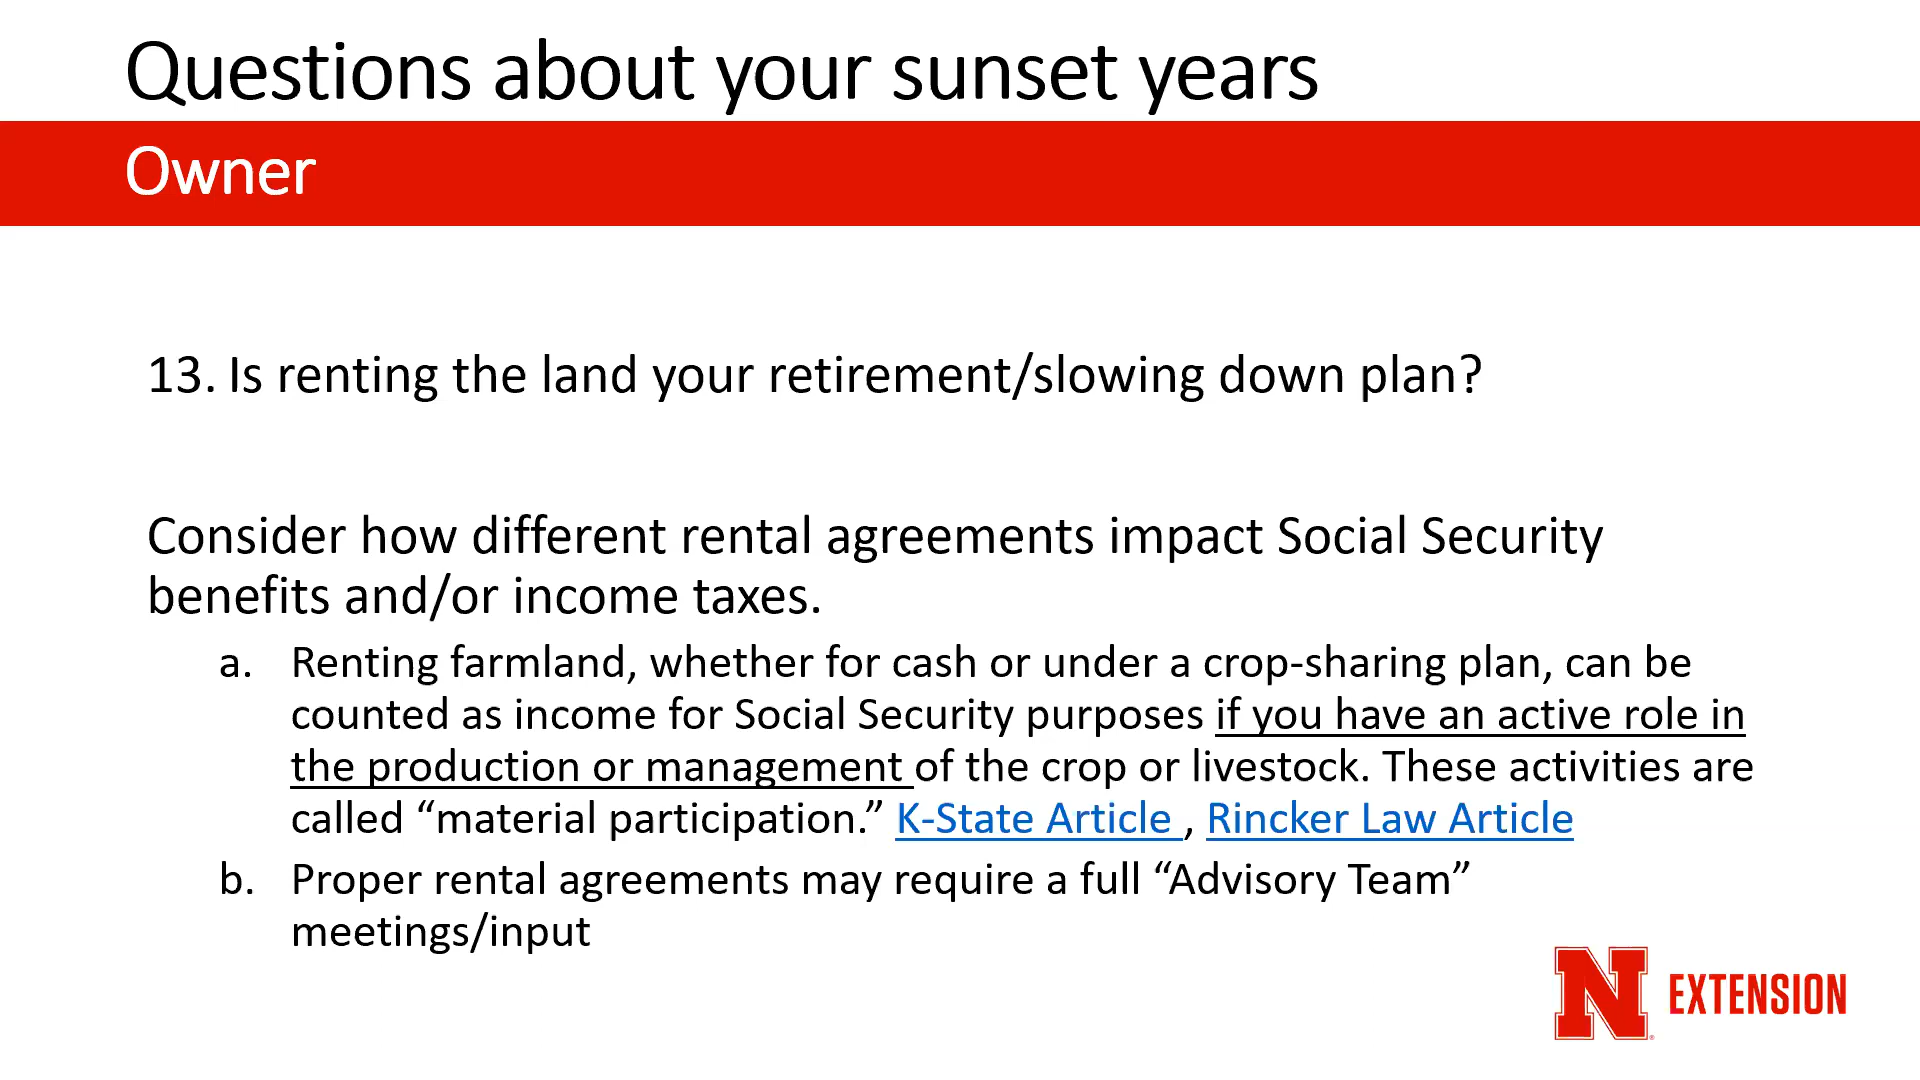 Questions about your sunset years
Owner
13. Is renting the land your retirement/slowing down plan?
Consider how different rental agreements impact Social Security
benefits and/or income taxes.
a. Renting farmland, whether for cash or under a crop-sharing plan, can be
counted as income for Social Security purposes if you have an active role in
the production or management of the crop or livestock. These activities are
called “material participation.” K-State Article , Rincker Law Article
b. Proper rental agreements may require a full “Advisory Team”
meetings/input
N EXTENSION